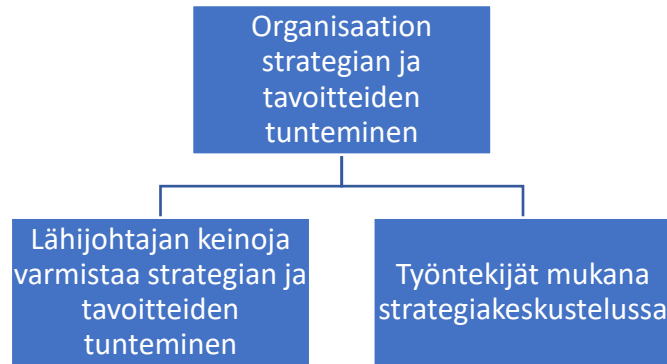 Organisaation
strategian ja
tavoitteiden
tunteminen
Lähijohtajan keinoja
varmistaa strategian ja
tavoitteiden
tunteminen
Työntekijät mukana
strategiakeskustelussa